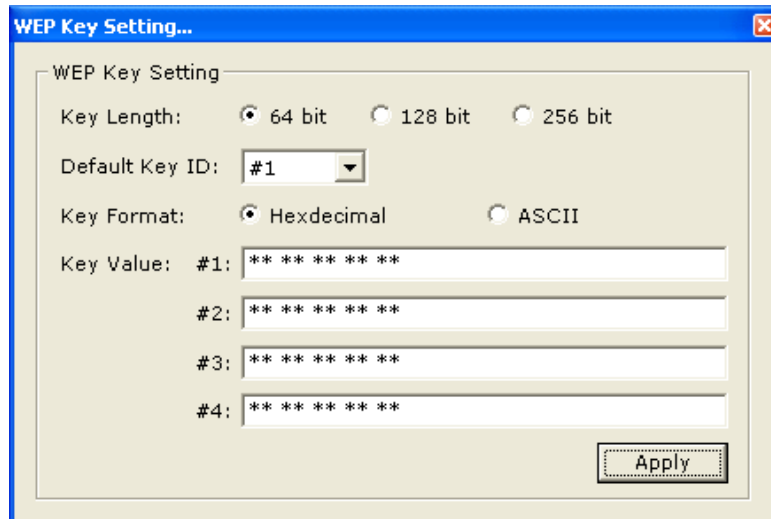 WEP Key Setting...
WEP Key Setting
Key Length: 64 bit 128 bit 256 bit
Default Key ID: #1
Key Format: Hexdecimal ASCII
Key Value: #1: ** ** ** ** **
#2: ** ** ** ** **
#3: ** ** ** ** **
#4: ** ** ** ** **
Apply